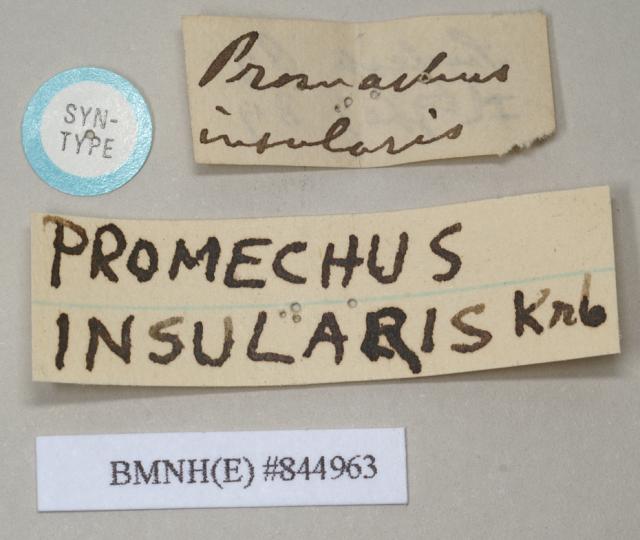 Promachus
insularis
SYN-
TYPE
PROMECHUS
INSULARIS Krb
BMNH(E) #844963